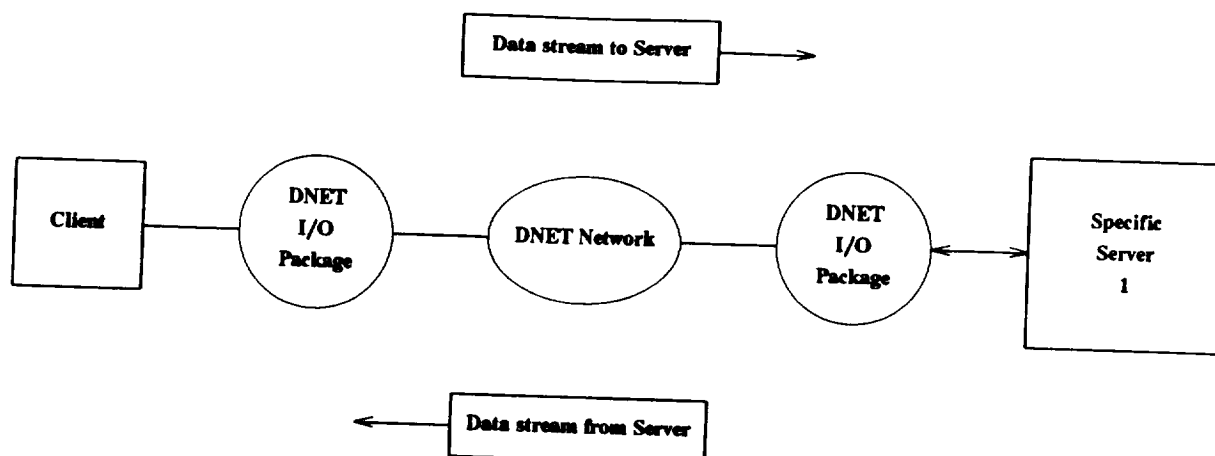 Data stream to Server
Client
DNET
I/O
Package
DNET Network
DNET
I/O
Package
Specific
Server
1
Data stream from Server